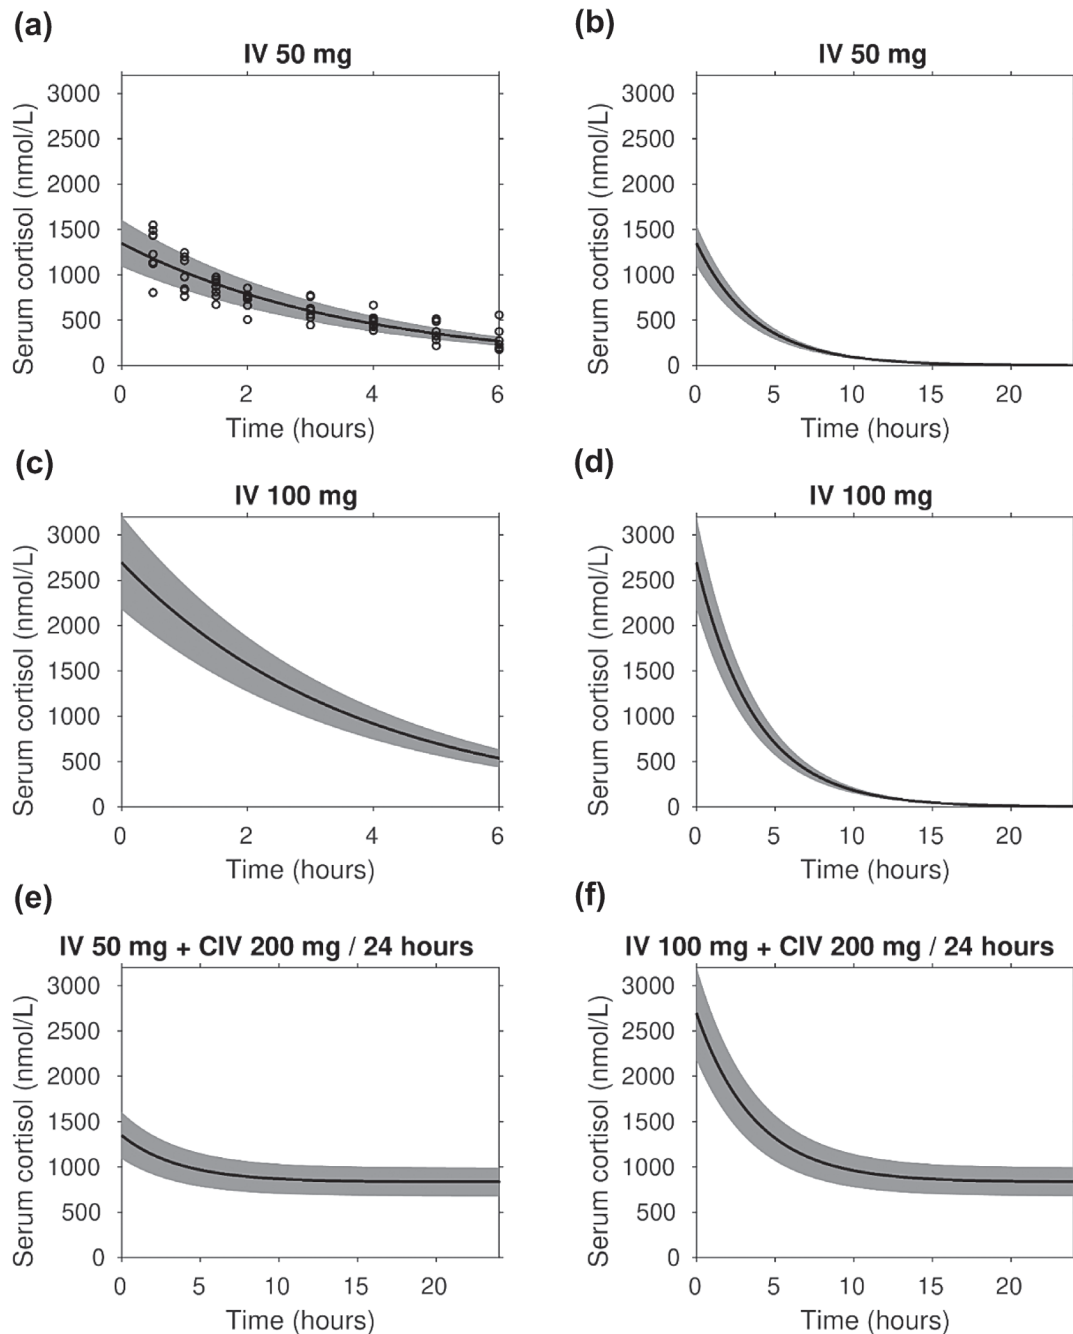 (a)
IV 50 mg
Serum cortisol (nmol/L)
3000
2500
2000
1500
1000
500
0
0 2 4 6
Time (hours)
(b)
IV 50 mg
Serum cortisol (nmol/L)
3000
2500
2000
1500
1000
500
0
0 5 10 15 20
Time (hours)
(c)
IV 100 mg
Serum cortisol (nmol/L)
3000
2500
2000
1500
1000
500
0
0 2 4 6
Time (hours)
(d)
IV 100 mg
Serum cortisol (nmol/L)
3000
2500
2000
1500
1000
500
0
0 5 10 15 20
Time (hours)
(e)
IV 50 mg + CIV 200 mg / 24 hours
Serum cortisol (nmol/L)
3000
2500
2000
1500
1000
500
0
0 5 10 15 20
Time (hours)
(f)
IV 100 mg + CIV 200 mg / 24 hours
Serum cortisol (nmol/L)
3000
2500
2000
1500
1000
500
0
0 5 10 15 20
Time (hours)